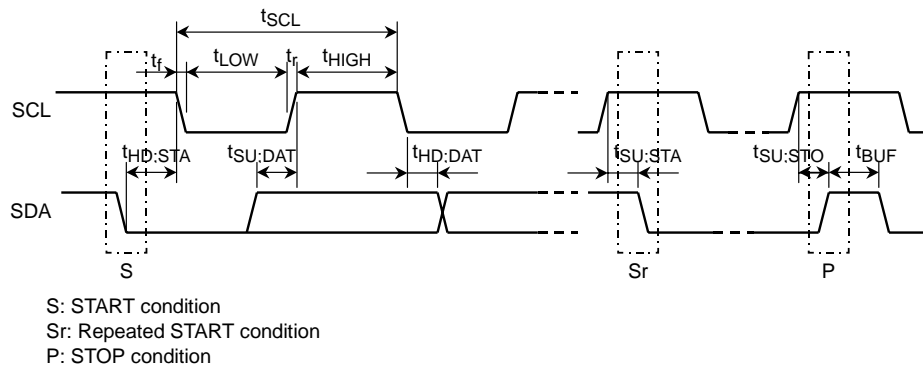 tSCL
tf tLOW tr tHIGH
SCL
tHD:STA tSU:DAT tHD:DAT tSU:STA tSU:STO tBUF
SDA
S Sr P
S: START condition
Sr: Repeated START condition
P: STOP condition